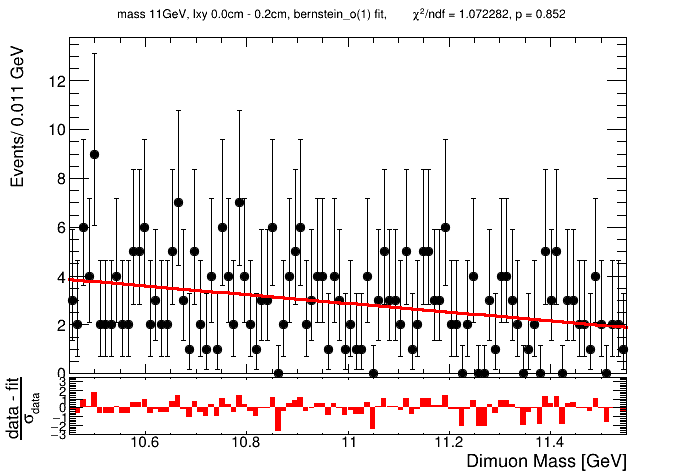 mass 11GeV, lxy 0.0cm - 0.2cm, bernstein_o(1) fit, χ²/ndf = 1.072282, p = 0.852
Events/ 0.011 GeV
12
10
8
6
4
2
0
data - fit
σdata
3
2
1
0
−1
−2
−3
10.6 10.8 11 11.2 11.4
Dimuon Mass [GeV]